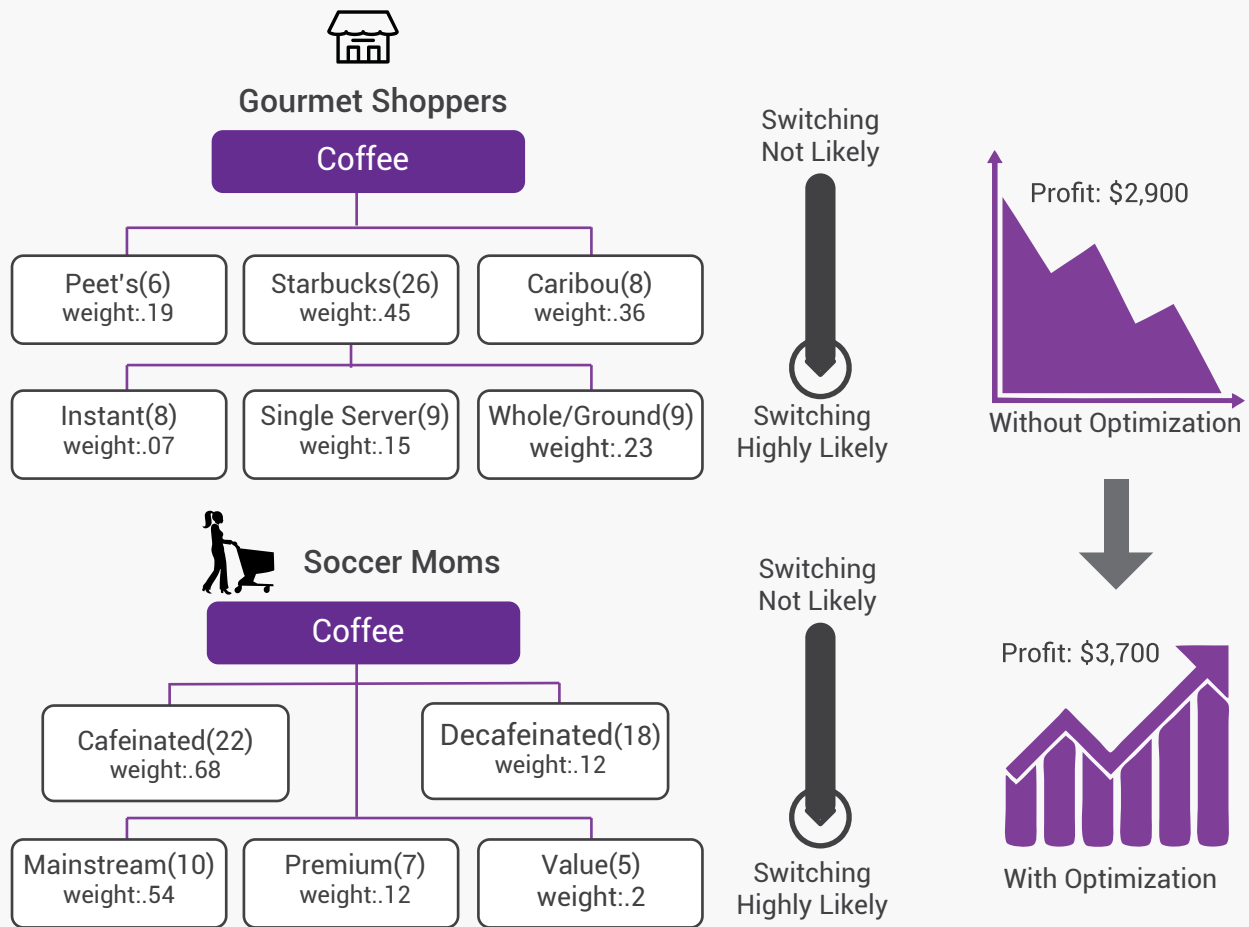 Gourmet Shoppers
Coffee
Peet's(6)
weight:.19
Starbucks(26)
weight:.45
Caribou(8)
weight:.36
Instant(8)
weight:.07
Single Server(9)
weight:.15
Whole/Ground(9)
weight:.23
Switching
Not Likely
Switching
Highly Likely
Profit: $2,900
Without Optimization
Soccer Moms
Coffee
Cafeinated(22)
weight:.68
Decafeinated(18)
weight:.12
Mainstream(10)
weight:.54
Premium(7)
weight:.12
Value(5)
weight:.2
Switching
Not Likely
Switching
Highly Likely
Profit: $3,700
With Optimization